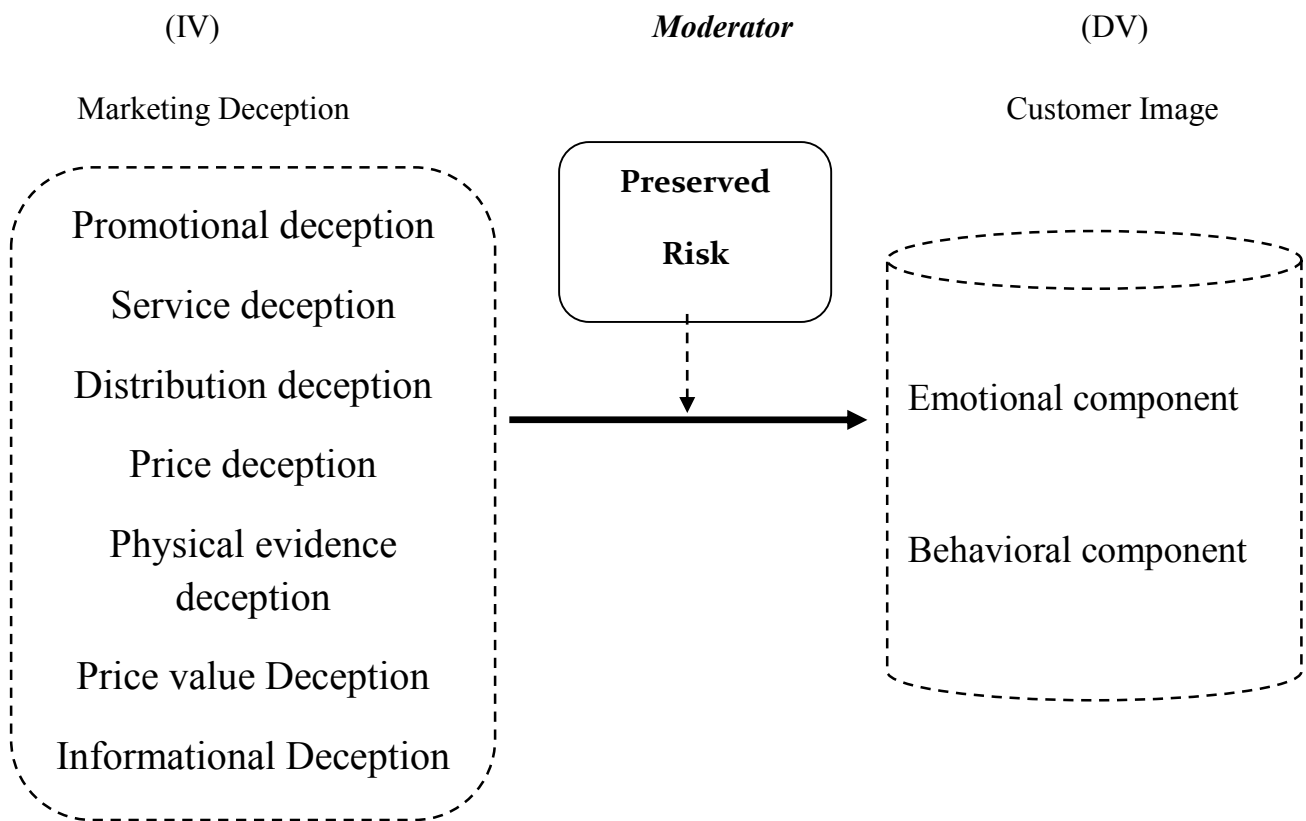 (IV)
Moderator
(DV)
Marketing Deception
Customer Image
Promotional deception
Service deception
Distribution deception
Price deception
Physical evidence
deception
Price value Deception
Informational Deception
Preserved
Risk
Emotional component
Behavioral component